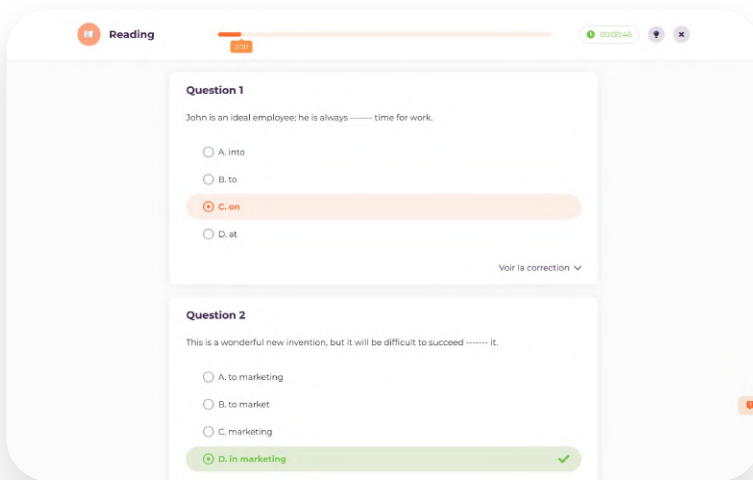 Reading
2/10
00:00:46
Question 1
John is an ideal employee; he is always ------- time for work.
A. into
B. to
C. on
D. at
Voir la correction
Question 2
This is a wonderful new invention, but it will be difficult to succeed ------- it.
A. to marketing
B. to market
C. marketing
D. in marketing